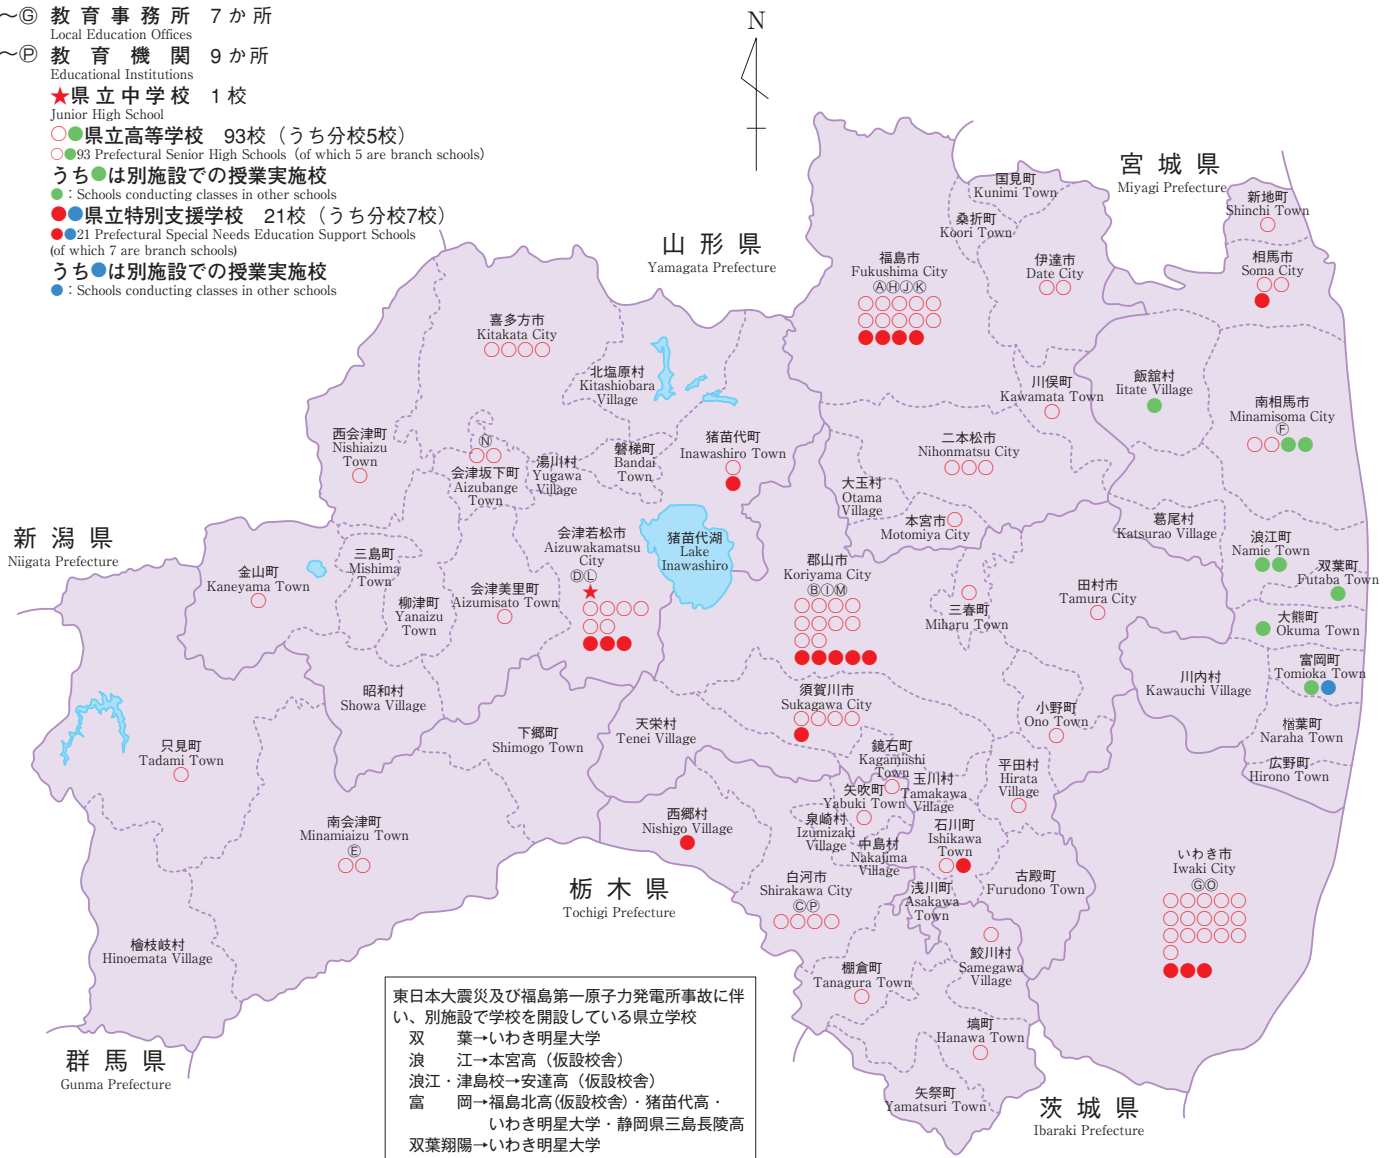 ～Ⓖ 教育事務所 7か所
Local Education Offices
～Ⓟ 教育機関 9か所
Educational Institutions
★県立中学校 1校
Junior High School
○●県立高等学校 93校（うち分校5校）
○●93 Prefectural Senior High Schools (of which 5 are branch schools)
うち●は別施設での授業実施校
●：Schools conducting classes in other schools
●●県立特別支援学校 21校（うち分校7校）
●●21 Prefectural Special Needs Education Support Schools
(of which 7 are branch schools)
うち●は別施設での授業実施校
●：Schools conducting classes in other schools
N
宮城県
Miyagi Prefecture
山形県
Yamagata Prefecture
新潟県
Niigata Prefecture
群馬県
Gunma Prefecture
栃木県
Tochigi Prefecture
茨城県
Ibaraki Prefecture
国見町
Kunimi Town
桑折町
Koori Town
新地町
Shinchi Town
福島市
Fukushima City
ⒶⒽⒿⓀ
伊達市
Date City
相馬市
Soma City
喜多方市
Kitakata City
北塩原村
Kitashiobara
Village
川俣町
Kawamata Town
飯舘村
Iitate Village
南相馬市
Minamisoma City
Ⓕ
西会津町
Nishiaizu
Town
Ⓝ
会津坂下町
Aizubange
Town
湯川村
Yugawa
Village
磐梯町
Bandai
Town
猪苗代町
Inawashiro Town
二本松市
Nihonmatsu City
大玉村
Otama
Village
本宮市
Motomiya City
葛尾村
Katsurao Village
浪江町
Namie Town
双葉町
Futaba Town
大熊町
Okuma Town
富岡町
Tomioka Town
金山町
Kaneyama Town
三島町
Mishima
Town
柳津町
Yanaizu
Town
会津美里町
Aizumisato Town
会津若松市
Aizuwakamatsu
City
ⒹⓁ
★
猪苗代湖
Lake
Inawashiro
郡山市
Koriyama City
ⒷⒾⓂ
三春町
Miharu Town
田村市
Tamura City
川内村
Kawauchi Village
楢葉町
Naraha Town
広野町
Hirono Town
昭和村
Showa Village
下郷町
Shimogo Town
天栄村
Tenei Village
須賀川市
Sukagawa City
小野町
Ono Town
只見町
Tadami Town
鏡石町
Kagamiishi
Town
玉川村
Tamakawa
Village
平田村
Hirata
Village
矢吹町
Yabuki Town
西郷村
Nishigo Village
泉崎村
Izumizaki
Village
中島村
Nakajima
Village
石川町
Ishikawa
Town
南会津町
Minamiaizu Town
Ⓔ
白河市
Shirakawa City
ⒸⓅ
浅川町
Asakawa
Town
古殿町
Furudono Town
いわき市
Iwaki City
ⒼⓄ
檜枝岐村
Hinoemata Village
棚倉町
Tanagura Town
鮫川村
Samegawa
Village
塙町
Hanawa Town
矢祭町
Yamatsuri Town
東日本大震災及び福島第一原子力発電所事故に伴
い、別施設で学校を開設している県立学校
双　　葉→いわき明星大学
浪　　江→本宮高（仮設校舎）
浪江・津島校→安達高（仮設校舎）
富　　岡→福島北高(仮設校舎)・猪苗代高・
いわき明星大学・静岡県三島長陵高
双葉翔陽→いわき明星大学